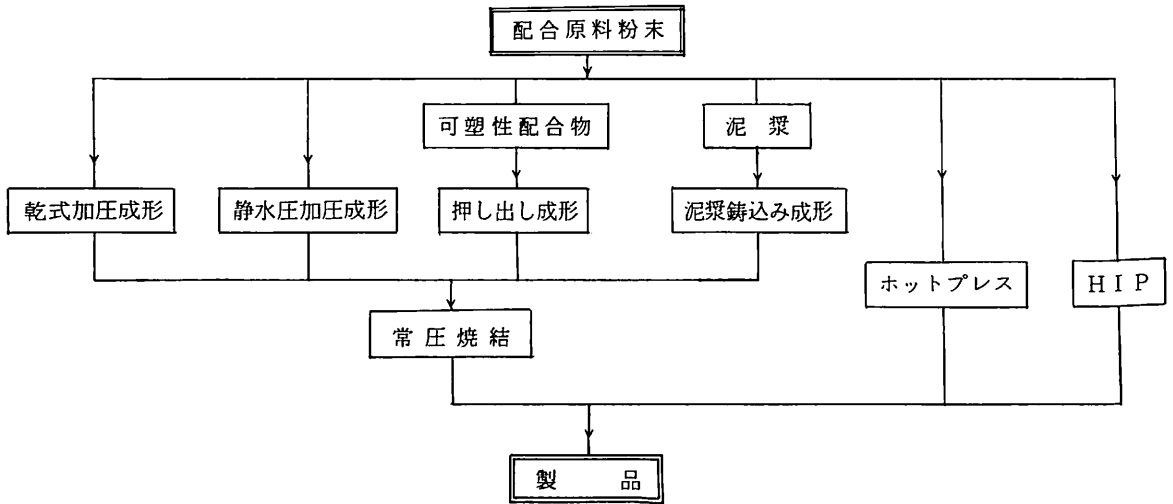 配合原料粉末
可塑性配合物
泥漿
乾式加圧成形
静水圧加圧成形
押し出し成形
泥漿鋳込み成形
ホットプレス
HIP
常圧焼結
製品